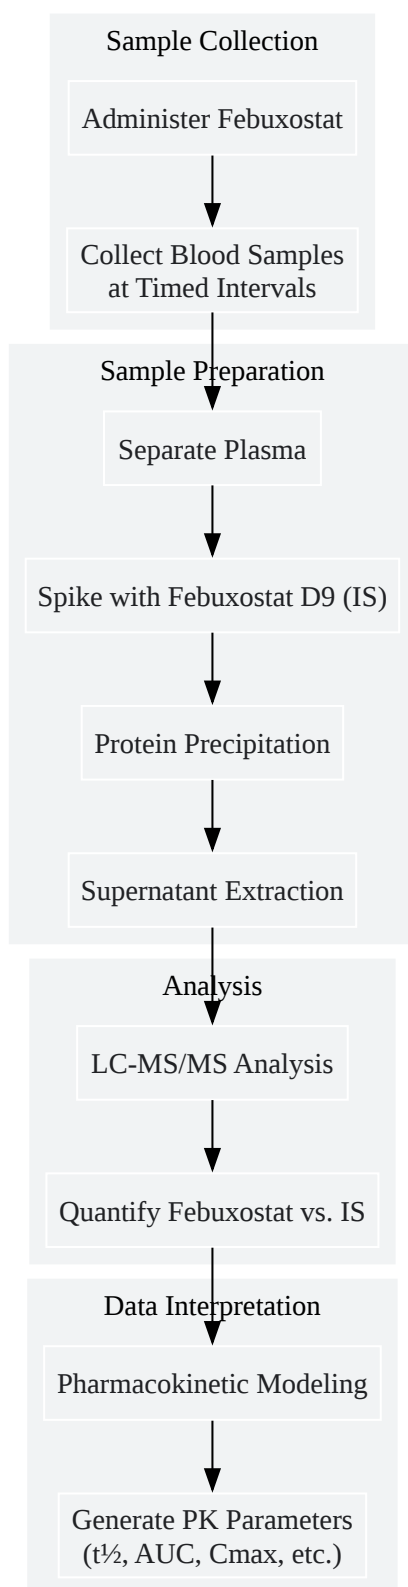 Sample Collection
Administer Febuxostat
Collect Blood Samples
at Timed Intervals
Sample Preparation
Separate Plasma
Spike with Febuxostat D9 (IS)
Protein Precipitation
Supernatant Extraction
Analysis
LC-MS/MS Analysis
Quantify Febuxostat vs. IS
Data Interpretation
Pharmacokinetic Modeling
Generate PK Parameters
(t½, AUC, Cmax, etc.)